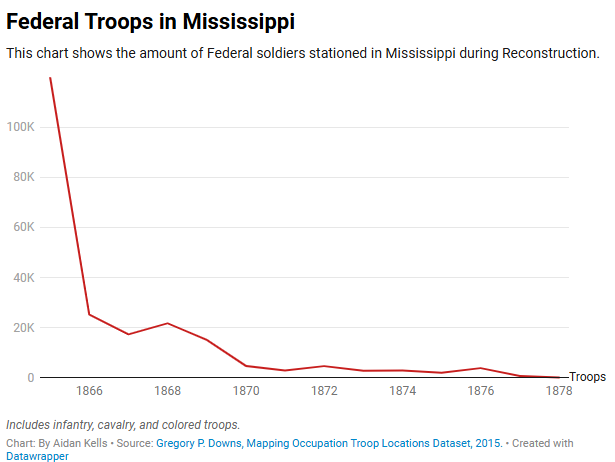 Federal Troops in Mississippi
This chart shows the amount of Federal soldiers stationed in Mississippi during Reconstruction.
100K
80K
60K
40K
20K
0
Troops
1866 1868 1870 1872 1874 1876 1878
Includes infantry, cavalry, and colored troops.
Chart: By Aidan Kells • Source: Gregory P. Downs, Mapping Occupation Troop Locations Dataset, 2015. • Created with
Datawrapper